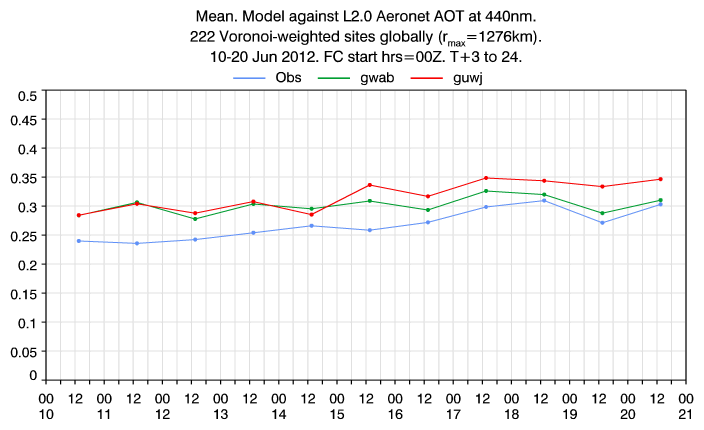 Mean. Model against L2.0 Aeronet AOT at 440nm.
222 Voronoi-weighted sites globally (rmax=1276km).
10-20 Jun 2012. FC start hrs=00Z. T+3 to 24.
Obs gwab guwj
0.5
0.45
0.4
0.35
0.3
0.25
0.2
0.15
0.1
0.05
0
00 12 00 12 00 12 00 12 00 12 00 12 00 12 00 12 00 12 00 12 00 12 00
10 11 12 13 14 15 16 17 18 19 20 21